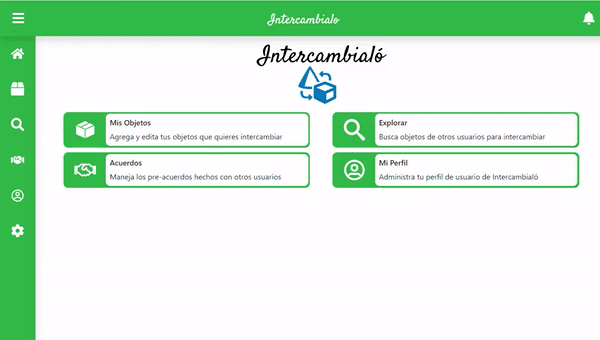 Intercambialo
Intercambialó
Mis Objetos
Agrega y edita tus objetos que quieres intercambiar
Explorar
Busca objetos de otros usuarios para intercambiar
Acuerdos
Maneja los pre-acuerdos hechos con otros usuarios
Mi Perfil
Administra tu perfil de usuario de Intercambialó